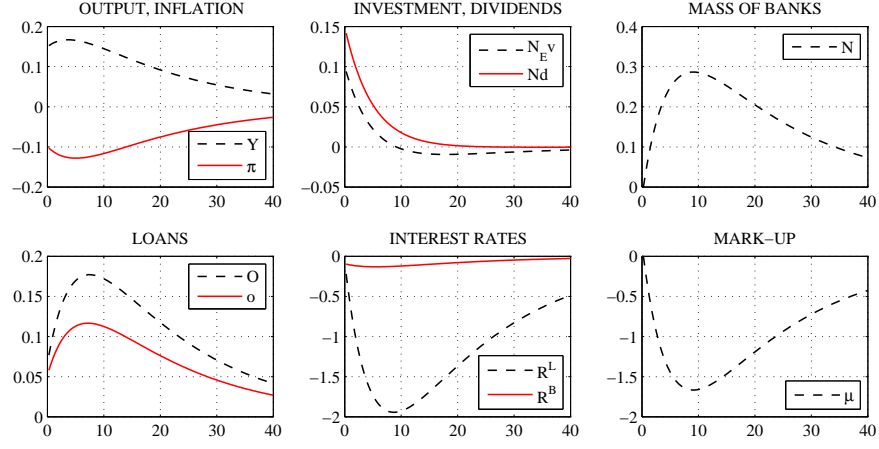 OUTPUT, INFLATION
0.2
0.1
0
−0.1
−0.2
0 10 20 30 40
Y
π
INVESTMENT, DIVIDENDS
0.15
0.1
0.05
0
−0.05
0 10 20 30 40
N_E v
Nd
MASS OF BANKS
0.4
0.3
0.2
0.1
0
0 10 20 30 40
N
LOANS
0.2
0.15
0.1
0.05
0
0 10 20 30 40
O
o
INTEREST RATES
0
−0.5
−1
−1.5
−2
0 10 20 30 40
R^L
R^B
MARK−UP
0
−0.5
−1
−1.5
−2
0 10 20 30 40
μ